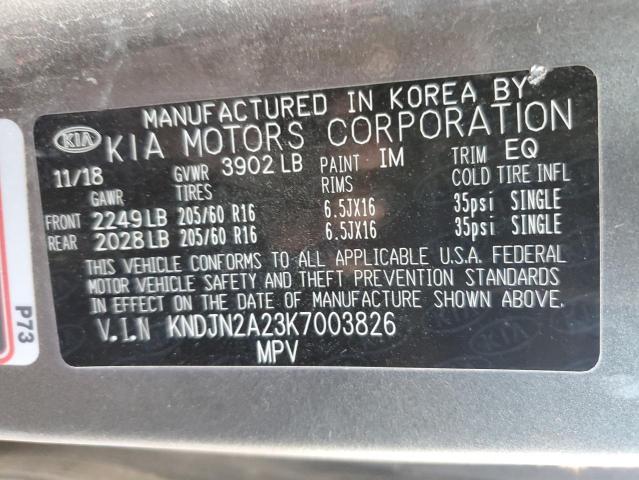 MANUFACTURED IN KOREA BY
KIA KIA MOTORS CORPORATION
11/18 GVWR 3902 LB PAINT IM TRIM EQ
GAWR TIRES RIMS COLD TIRE INFL
FRONT 2249 LB 205/60 R16 6.5JX16 35psi SINGLE
REAR 2028 LB 205/60 R16 6.5JX16 35psi SINGLE
THIS VEHICLE CONFORMS TO ALL APPLICABLE U.S.A. FEDERAL
MOTOR VEHICLE SAFETY AND THEFT PREVENTION STANDARDS
IN EFFECT ON THE DATE OF MANUFACTURE SHOWN ABOVE.
V.I.N KNDJN2A23K7003826
MPV
P73